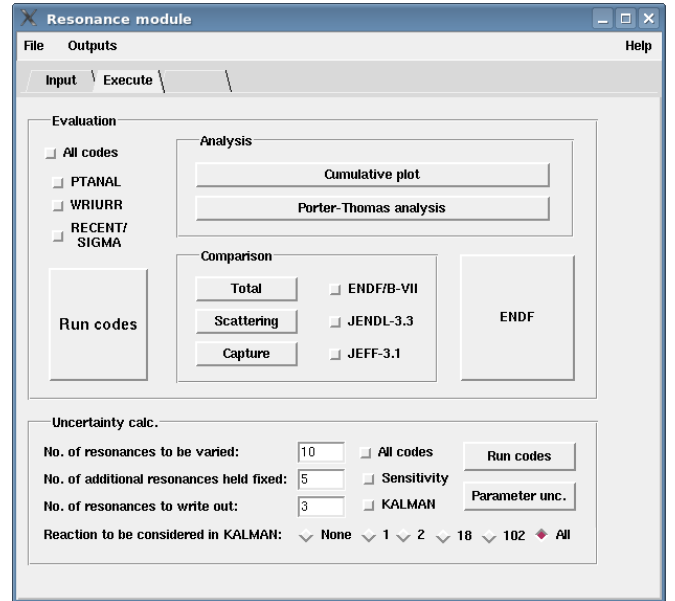 Resonance module
File Outputs Help
Input Execute
Evaluation
All codes
PTANAL
WRIURR
RECENT/
SIGMA
Run codes
Analysis
Cumulative plot
Porter-Thomas analysis
Comparison
Total ENDF/B-VII
Scattering JENDL-3.3
Capture JEFF-3.1
ENDF
Uncertainty calc.
No. of resonances to be varied: 10 All codes Run codes
No. of additional resonances held fixed: 5 Sensitivity
No. of resonances to write out: 3 KALMAN Parameter unc.
Reaction to be considered in KALMAN: None 1 2 18 102 All